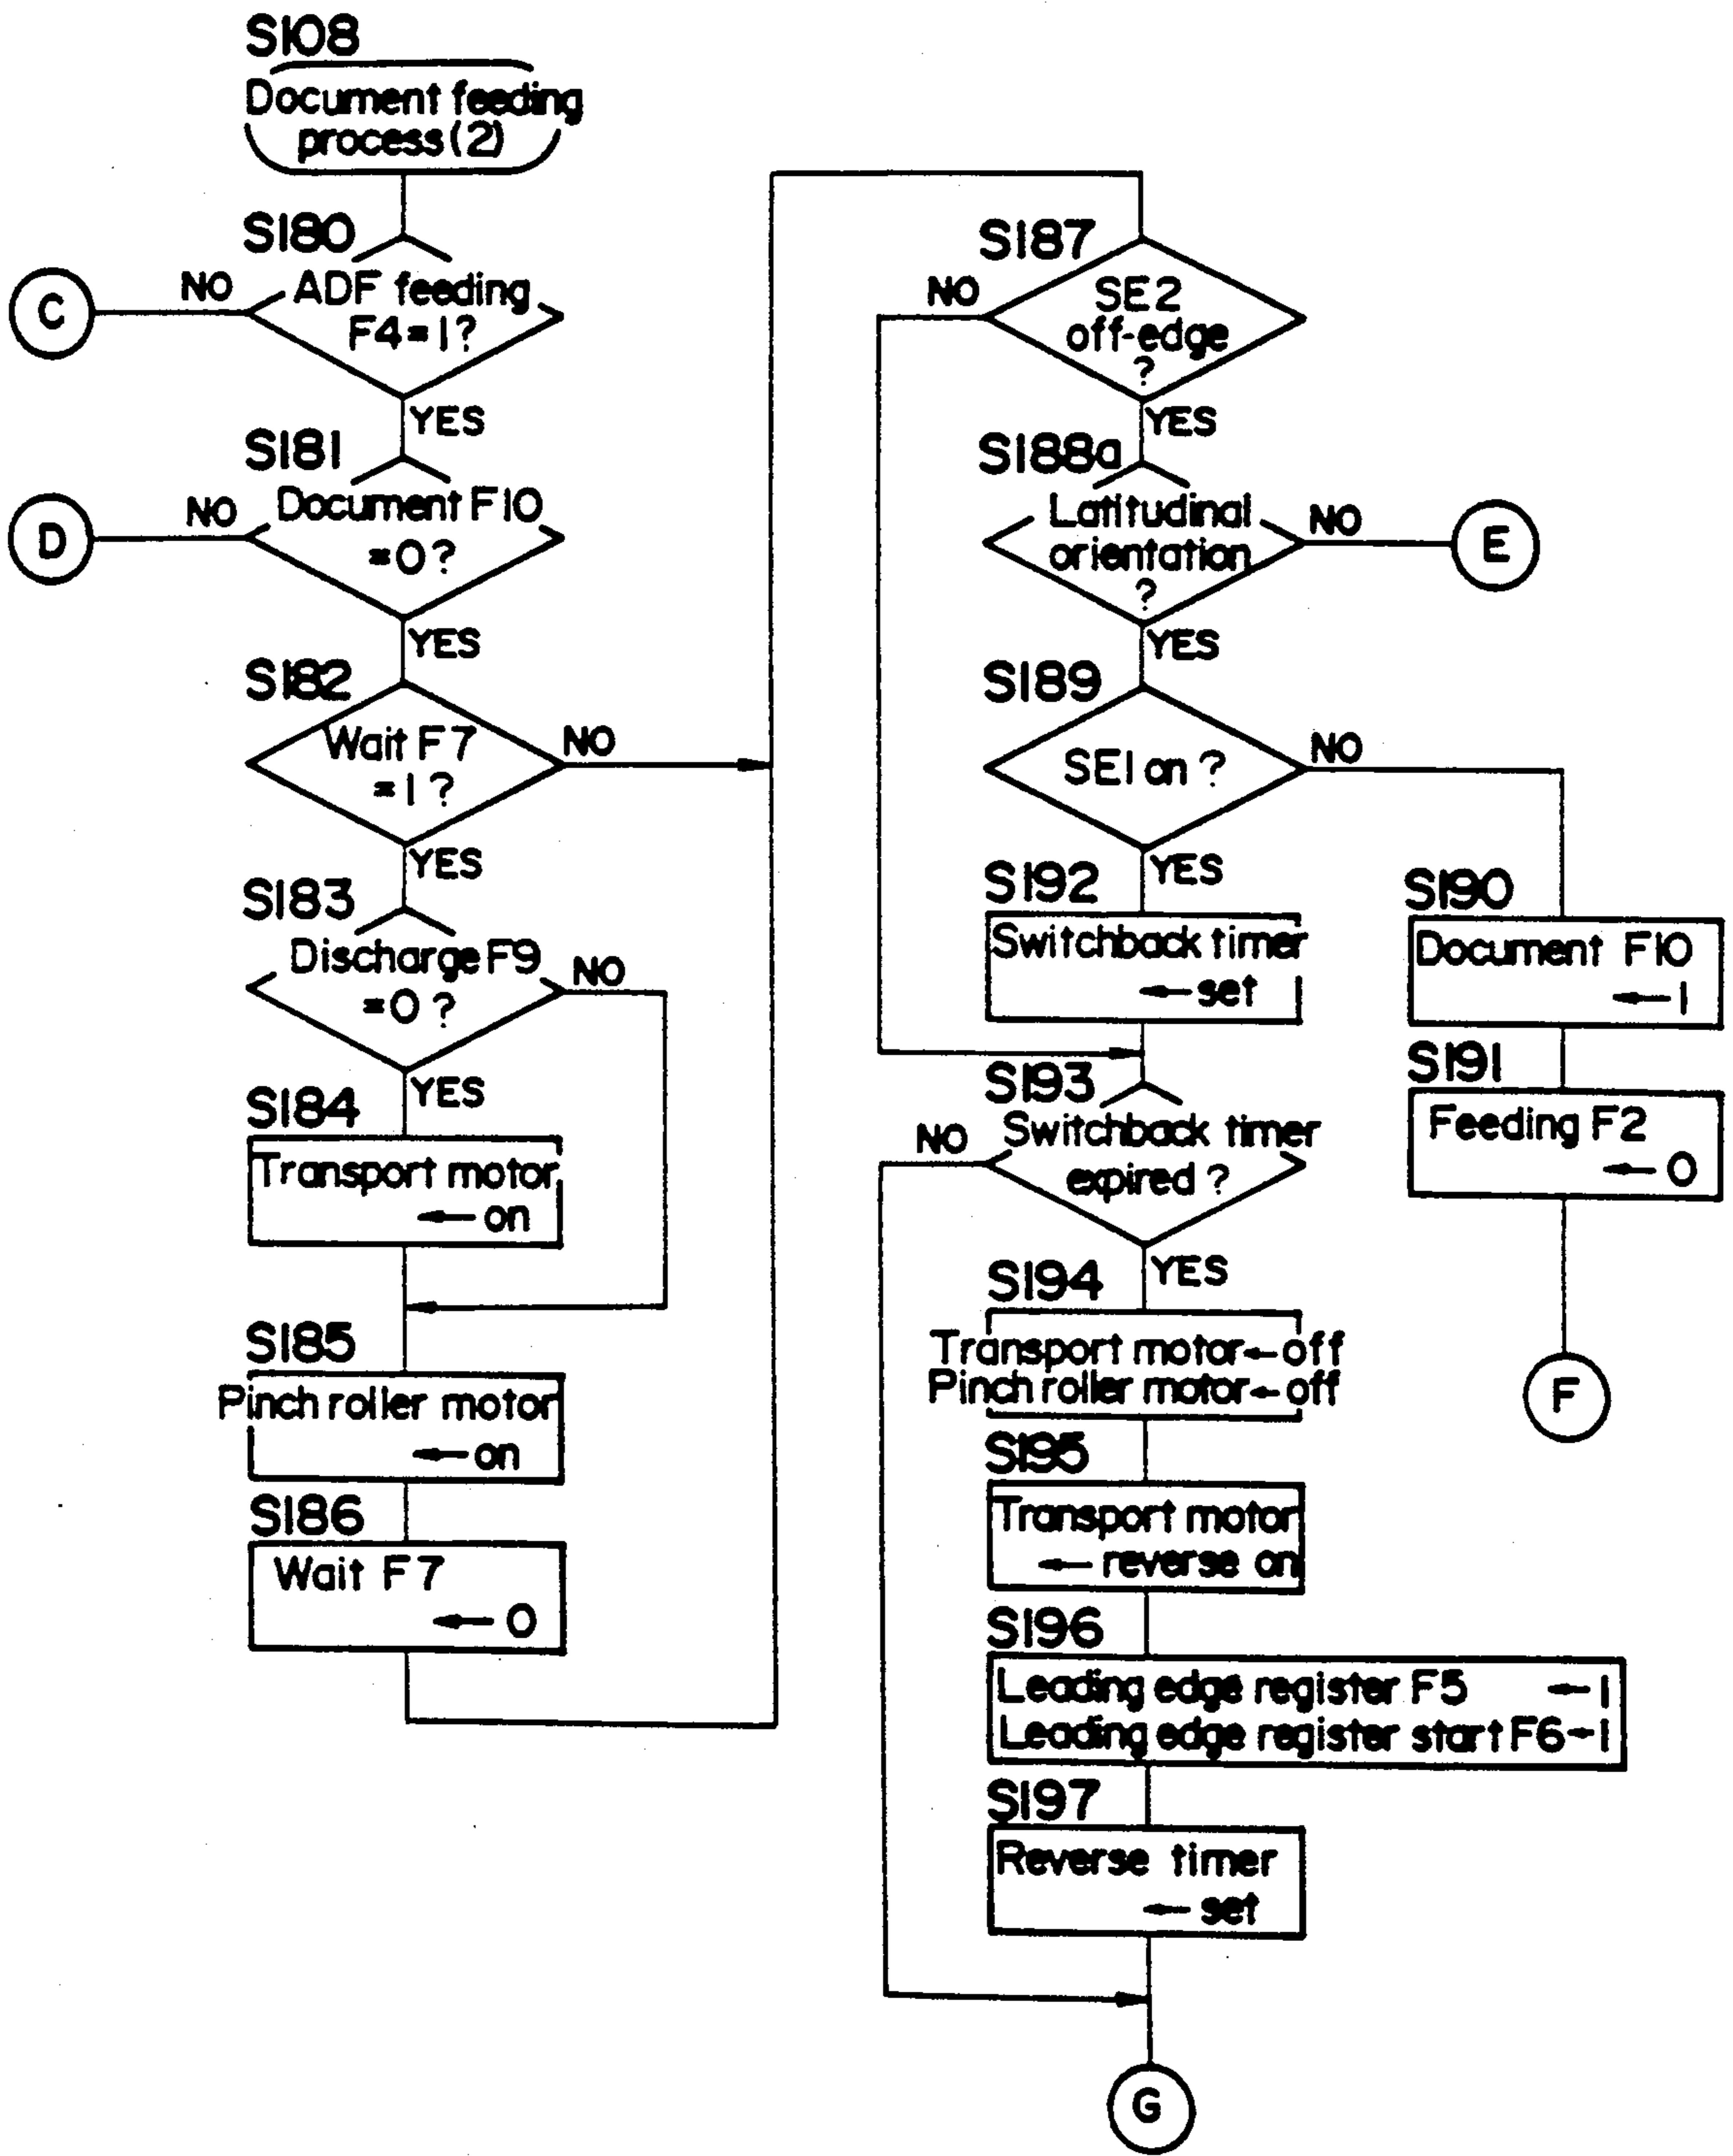 S108
Document feeding
process(2)
S180
ADF feeding
F4=1?
NO
C
YES
S181
Document F10
=0?
NO
D
YES
S182
Wait F7
=1?
NO
YES
S183
Discharge F9
=0?
NO
YES
S184
Transport motor
← on
S185
Pinch roller motor
← on
S186
Wait F7
← 0
S187
SE2
off-edge
?
NO
YES
S188a
Latitudinal
orientation
?
NO
E
YES
S189
SE1 on ?
NO
YES
S190
Document F10
← 1
S191
Feeding F2
← 0
F
S192
Switchback timer
← set
S193
Switchback timer
expired ?
NO
YES
S194
Transport motor←off
Pinch roller motor←off
S195
Transport motor
← reverse on
S196
Leading edge register F5 ←1
Leading edge register start F6←1
S197
Reverse timer
← set
G